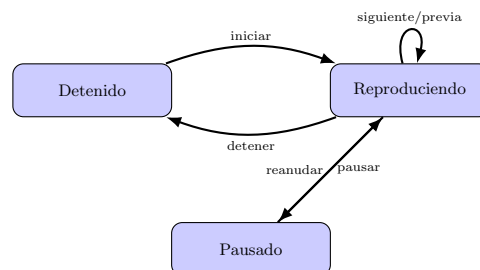 siguiente/previa
iniciar
Detenido
Reproduciendo
detener
reanudar
pausar
Pausado